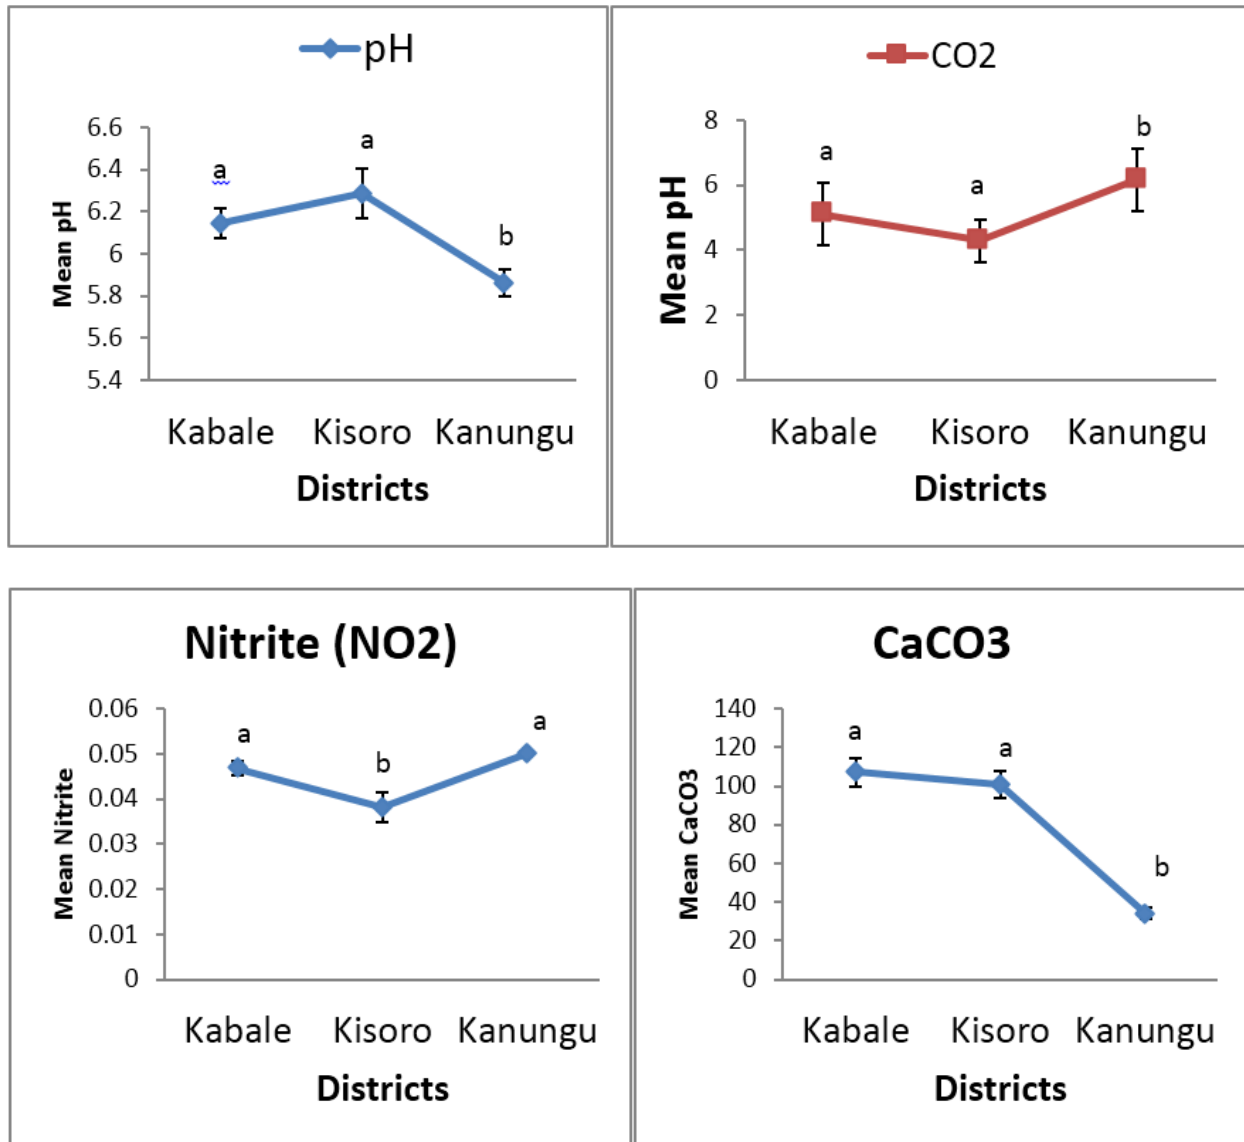 pH
Mean pH
6.6
6.4
6.2
6
5.8
5.6
5.4
a
a
b
Kabale Kisoro Kanungu
Districts
CO2
Mean pH
8
6
4
2
0
a
a
b
Kabale Kisoro Kanungu
Districts
Nitrite (NO2)
Mean Nitrite
0.06
0.05
0.04
0.03
0.02
0.01
0
a
b
a
Kabale Kisoro Kanungu
Districts
CaCO3
Mean CaCO3
140
120
100
80
60
40
20
0
a
a
b
Kabale Kisoro Kanungu
Districts